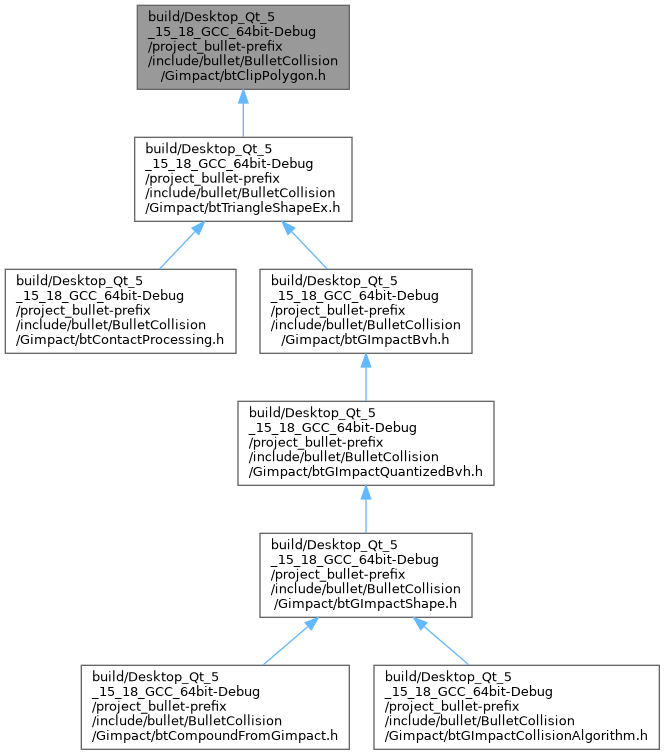 build/Desktop_Qt_5
_15_18_GCC_64bit-Debug
/project_bullet-prefix
/include/bullet/BulletCollision
/Gimpact/btClipPolygon.h
build/Desktop_Qt_5
_15_18_GCC_64bit-Debug
/project_bullet-prefix
/include/bullet/BulletCollision
/Gimpact/btTriangleShapeEx.h
build/Desktop_Qt_5
_15_18_GCC_64bit-Debug
/project_bullet-prefix
/include/bullet/BulletCollision
/Gimpact/btContactProcessing.h
build/Desktop_Qt_5
_15_18_GCC_64bit-Debug
/project_bullet-prefix
/include/bullet/BulletCollision
/Gimpact/btGImpactBvh.h
build/Desktop_Qt_5
_15_18_GCC_64bit-Debug
/project_bullet-prefix
/include/bullet/BulletCollision
/Gimpact/btGImpactQuantizedBvh.h
build/Desktop_Qt_5
_15_18_GCC_64bit-Debug
/project_bullet-prefix
/include/bullet/BulletCollision
/Gimpact/btGImpactShape.h
build/Desktop_Qt_5
_15_18_GCC_64bit-Debug
/project_bullet-prefix
/include/bullet/BulletCollision
/Gimpact/btCompoundFromGimpact.h
build/Desktop_Qt_5
_15_18_GCC_64bit-Debug
/project_bullet-prefix
/include/bullet/BulletCollision
/Gimpact/btGImpactCollisionAlgorithm.h